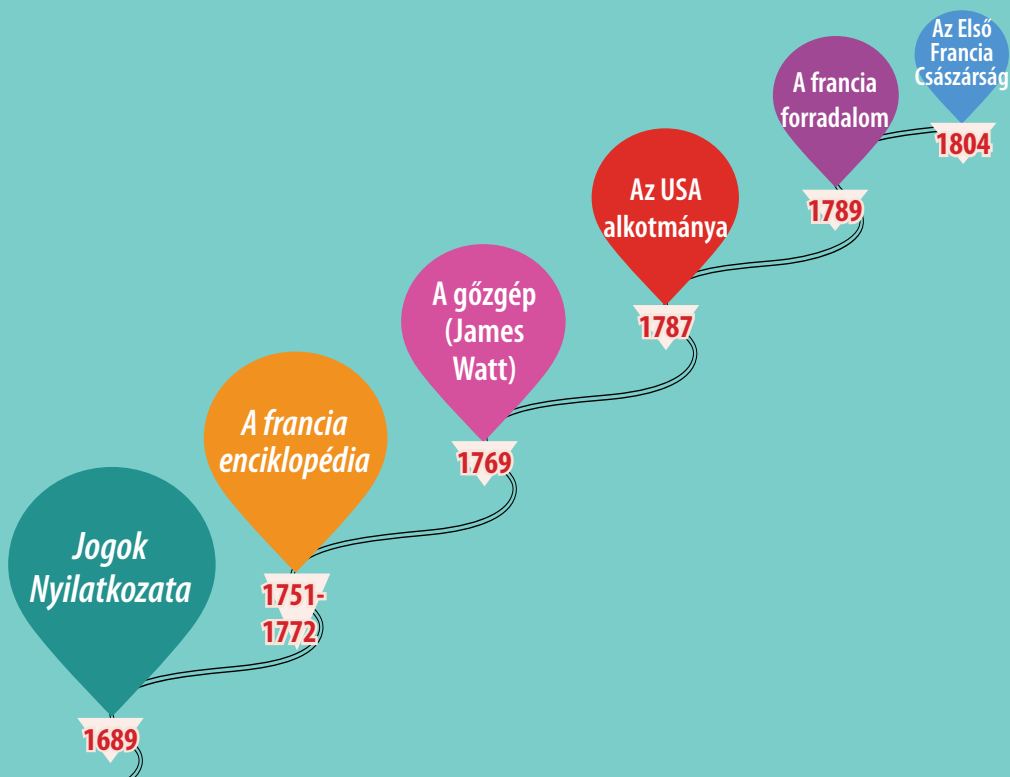 Jogok
Nyilatkozata
1689
A francia
enciklopédia
1751-
1772
A gőzgép
(James
Watt)
1769
Az USA
alkotmánya
1787
A francia
forradalom
1789
Az Első
Francia
Császárság
1804